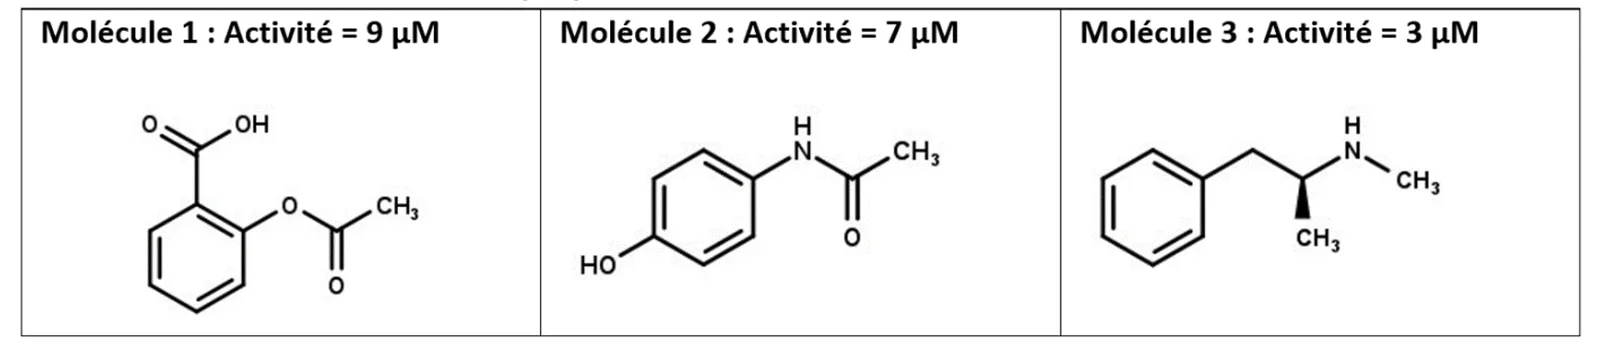 Molécule 1 : Activité = 9 µM
Molécule 2 : Activité = 7 µM
Molécule 3 : Activité = 3 µM
O
OH
O
CH3
O
H
N
CH3
O
HO
H
N
CH3
CH3